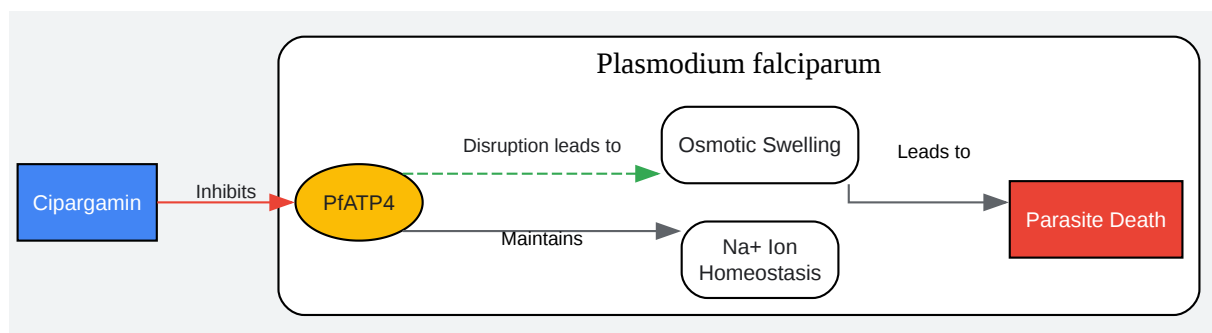 Plasmodium falciparum
Cipargamin
Inhibits
PfATP4
Disruption leads to
Osmotic Swelling
Leads to
Parasite Death
Maintains
Na+ Ion
Homeostasis